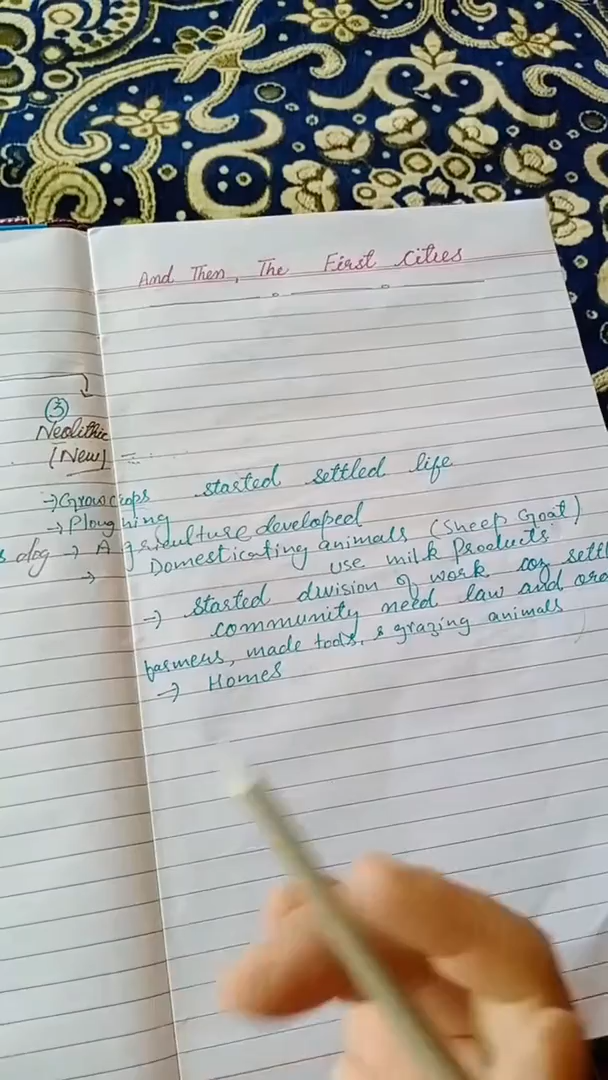 And Then, The First Cities
③
Neolithic
(New)
→ Grow crops started settled life
→ Ploughing
dog → Agriculture developed
→ Domesticating animals (Sheep Goat)
use milk Products
→ started division of work coz settl
community need law and ord
farmers, made tools, & grazing animals
→ Homes